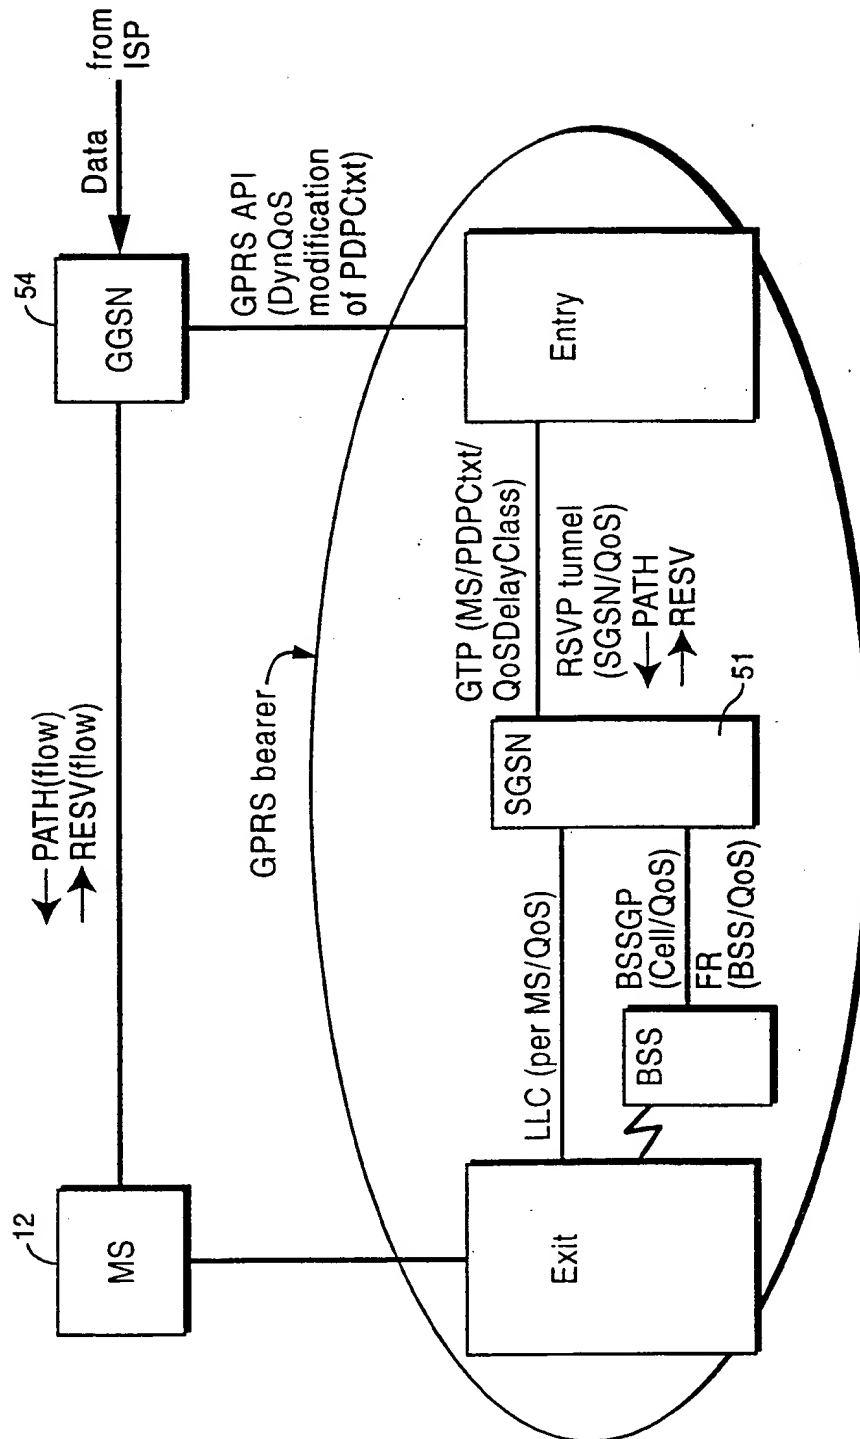 from
ISP
Data
54
GGSN
GPRS API
(DynQoS
modification
of PDPCtxt)
PATH(flow)
RESV(flow)
12
MS
GPRS bearer
Entry
GTP (MS/PDPCtxt/
QoSDelayClass)
RSVP tunnel
(SGSN/QoS)
PATH
RESV
SGSN
51
LLC (per MS/QoS)
BSSGP
(Cell/QoS)
FR
(BSS/QoS)
BSS
Exit